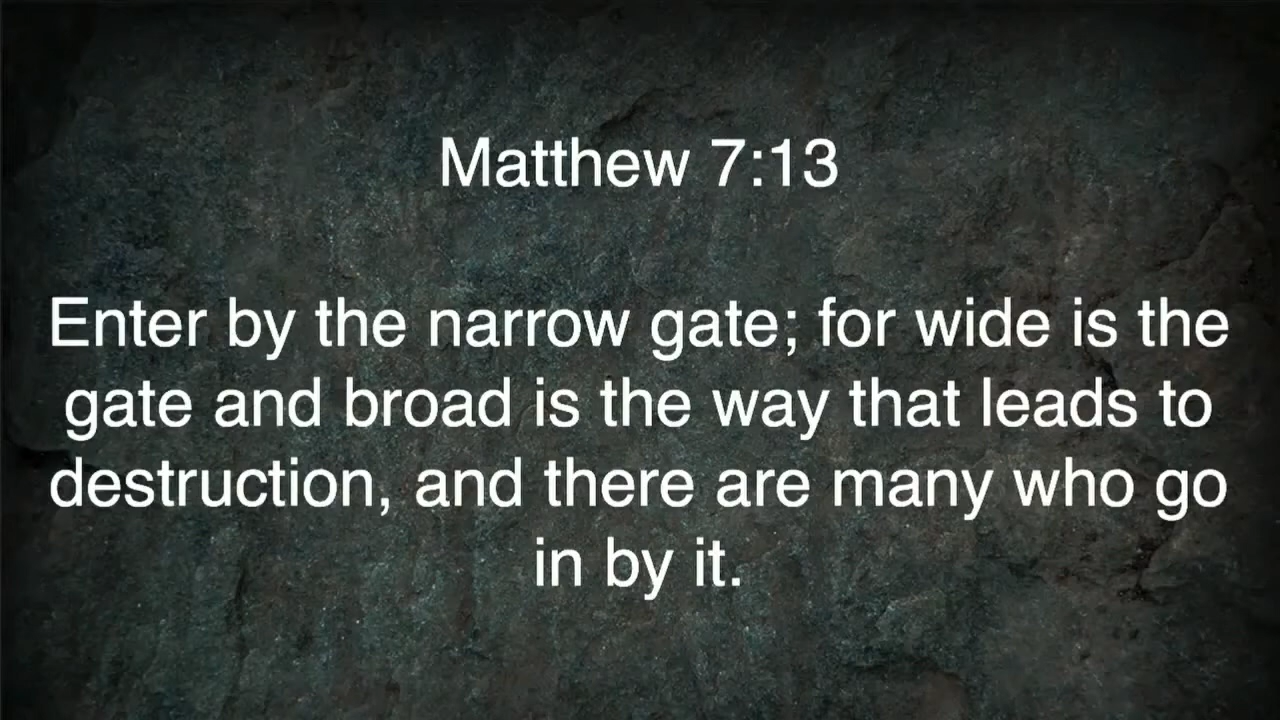 Matthew 7:13
Enter by the narrow gate; for wide is the
gate and broad is the way that leads to
destruction, and there are many who go
in by it.